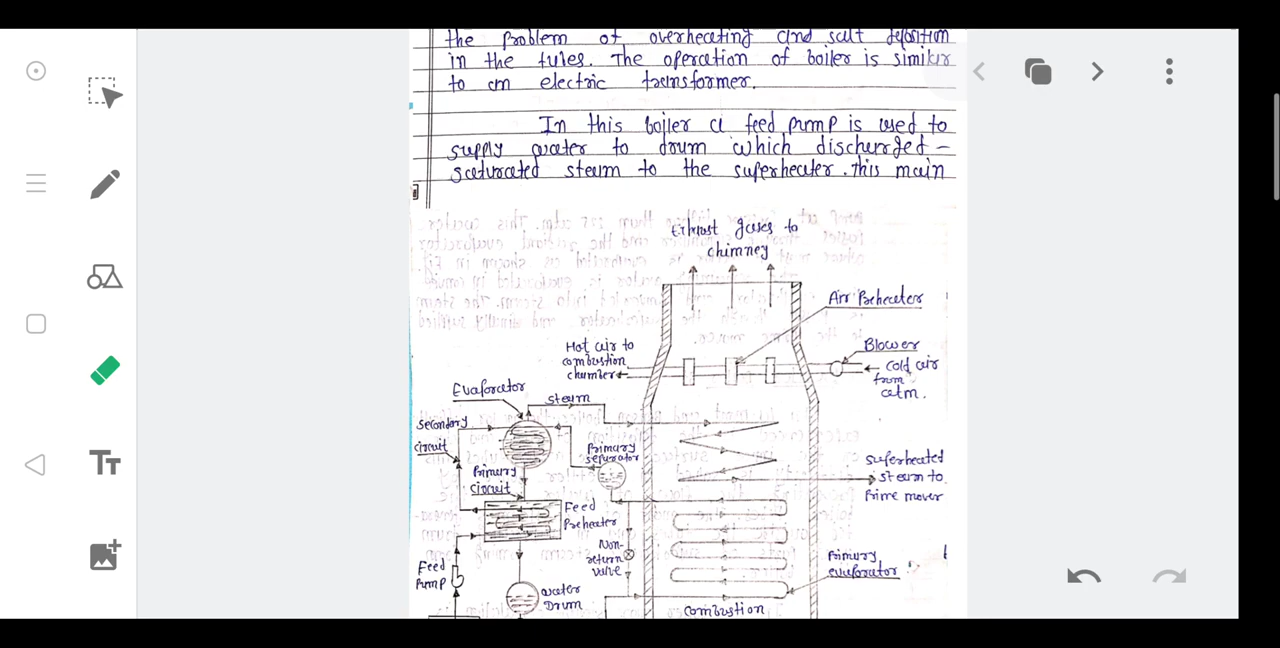 the problem of overheating and salt deposition
in the tubes. The operation of boiler is similar
to an electric transformer.
In this boiler a feed pump is used to
supply water to drum which discharged -
saturated steam to the superheater. This main
Exhaust gases to
chimney
Air Preheater
Hot air to
combustion
chamber
Blower
cold air
from
atm.
Evaporator
steam
secondary
circuit
Primary
separator
Primary
circuit
superheated
steam to
Prime mover
Feed
Preheater
Non-
return
valve
Feed
Pump
Primary
evaporator
water
Drum
combustion
TT